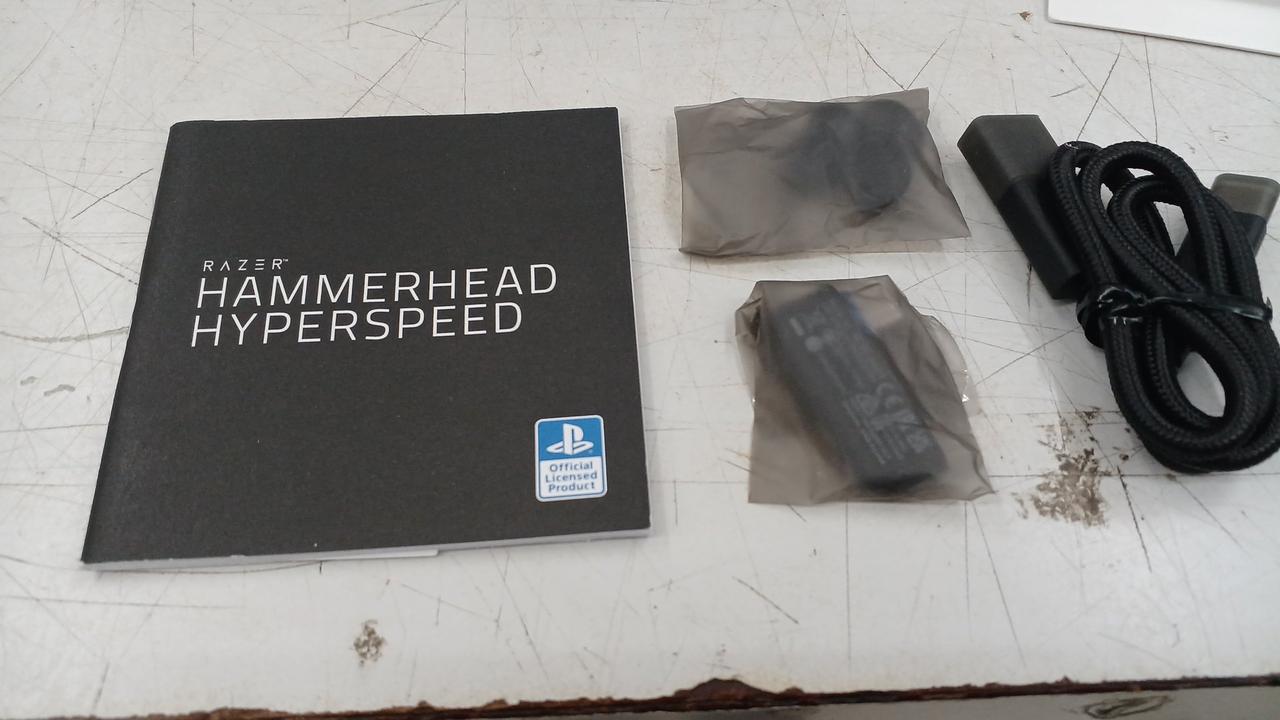 RAZER™
HAMMERHEAD
HYPERSPEED
Official
Licensed
Product